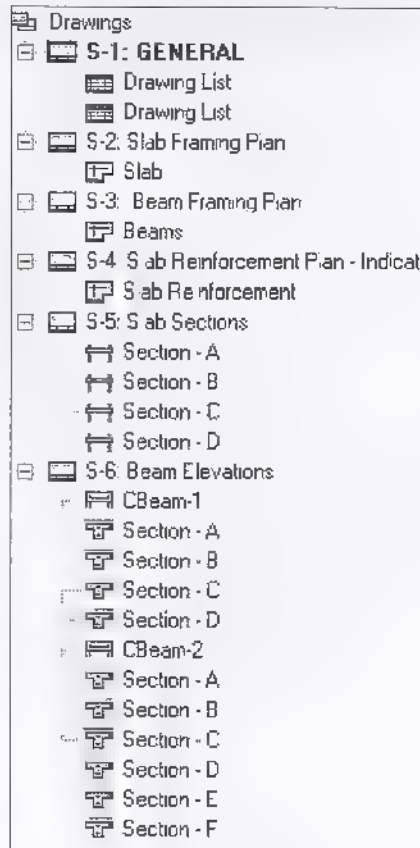 Drawings
S-1: GENERAL
Drawing List
Drawing List
S-2: Slab Framing Plan
Slab
S-3: Beam Framing Plan
Beams
S-4 Slab Reinforcement Plan - Indicat
Slab Reinforcement
S-5: Slab Sections
Section - A
Section - B
Section - C
Section - D
S-6: Beam Elevations
CBeam-1
Section - A
Section - B
Section - C
Section - D
CBeam-2
Section - A
Section - B
Section - C
Section - D
Section - E
Section - F